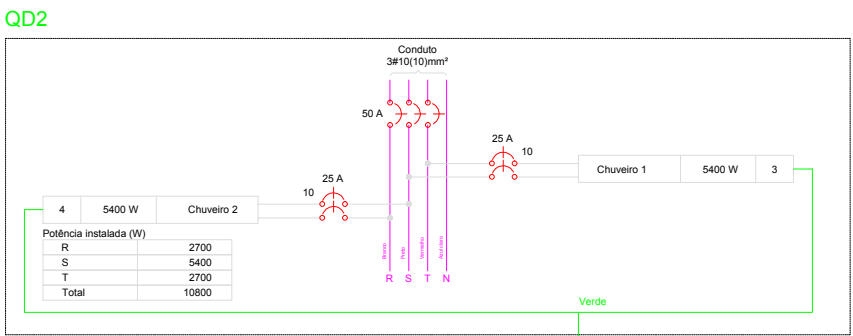 QD2
Conduto
3#10(10)mm²
50 A
25 A
10
Chuveiro 1 5400 W 3
25 A
10
4 5400 W Chuveiro 2
Potência instalada (W)
R 2700
S 5400
T 2700
Total 10800
Branco
Preto
Vermelho
Azul claro
R S T N
Verde